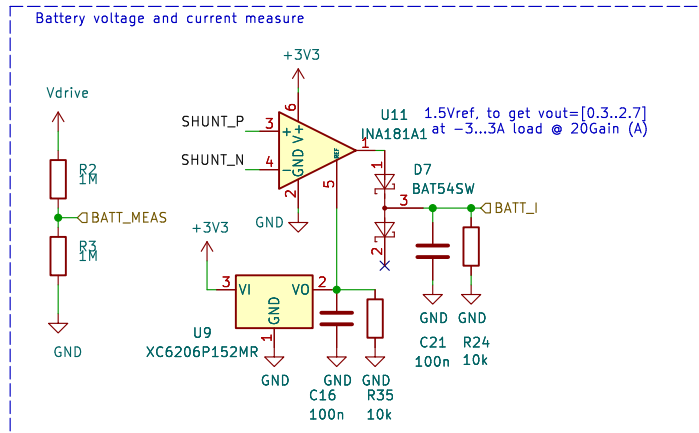 Battery voltage and current measure
+3V3
Vdrive
U11
1.5Vref, to get vout=[0.3..2.7]
at -3...3A load @ 20Gain (A)
INA181A1
SHUNT_P
3
6
+
V+
1
SHUNT_N
4
-
GND
REF
2
5
1
D7
BAT54SW
R2
1M
BATT_MEAS
3
BATT_I
GND
R3
1M
+3V3
2
3
VI
VO
2
GND
1
GND
U9
XC6206P152MR
GND
GND
GND
C21
100n
R24
10k
GND
GND
GND
C16
100n
R35
10k